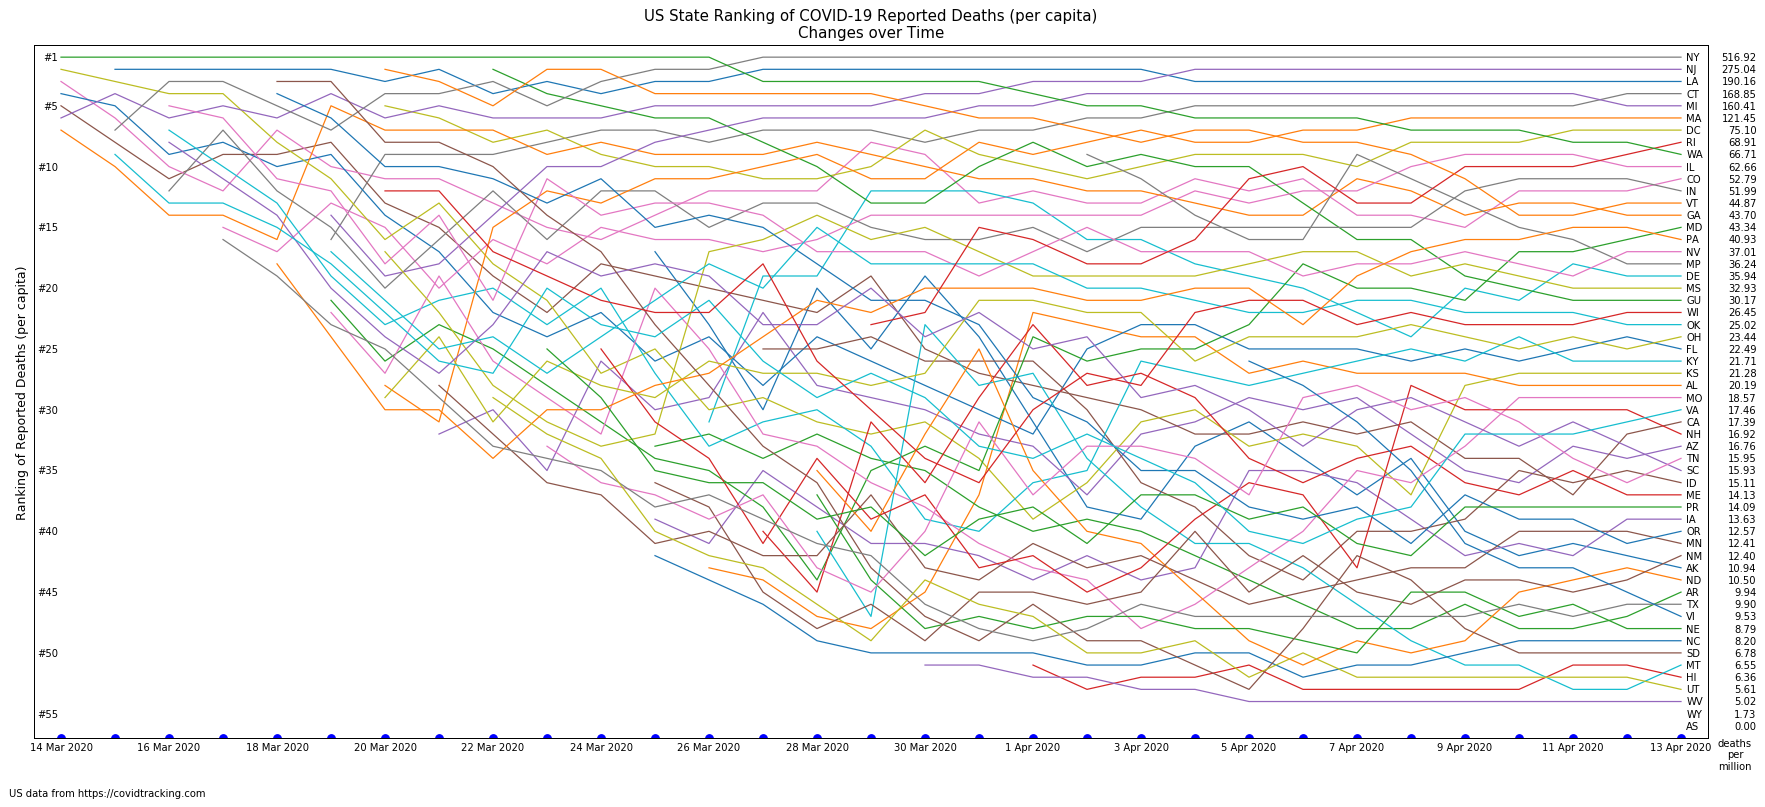 US State Ranking of COVID-19 Reported Deaths (per capita)
Changes over Time
Ranking of Reported Deaths (per capita)
#1
#5
#10
#15
#20
#25
#30
#35
#40
#45
#50
#55
NY 516.92
NJ 275.04
LA 190.16
CT 168.85
MI 160.41
MA 121.45
DC 75.10
RI 68.91
WA 66.71
IL 62.66
CO 52.79
IN 51.99
VT 44.87
GA 43.70
MD 43.34
PA 40.93
NV 37.01
MP 36.24
DE 35.94
MS 32.93
GU 30.17
WI 26.45
OK 25.02
OH 23.44
FL 22.49
KY 21.71
KS 21.28
AL 20.19
MO 18.57
VA 17.46
CA 17.39
NH 16.92
AZ 16.76
TN 15.95
SC 15.93
ID 15.11
ME 14.13
PR 14.09
IA 13.63
OR 12.57
MN 12.41
NM 12.40
AK 10.94
ND 10.50
AR 9.94
TX 9.90
VI 9.53
NE 8.79
NC 8.20
SD 6.78
MT 6.55
HI 6.36
UT 5.61
WV 5.02
WY 1.73
AS 0.00
14 Mar 2020 16 Mar 2020 18 Mar 2020 20 Mar 2020 22 Mar 2020 24 Mar 2020 26 Mar 2020 28 Mar 2020 30 Mar 2020 1 Apr 2020 3 Apr 2020 5 Apr 2020 7 Apr 2020 9 Apr 2020 11 Apr 2020 13 Apr 2020
deaths
per
million
US data from https://covidtracking.com